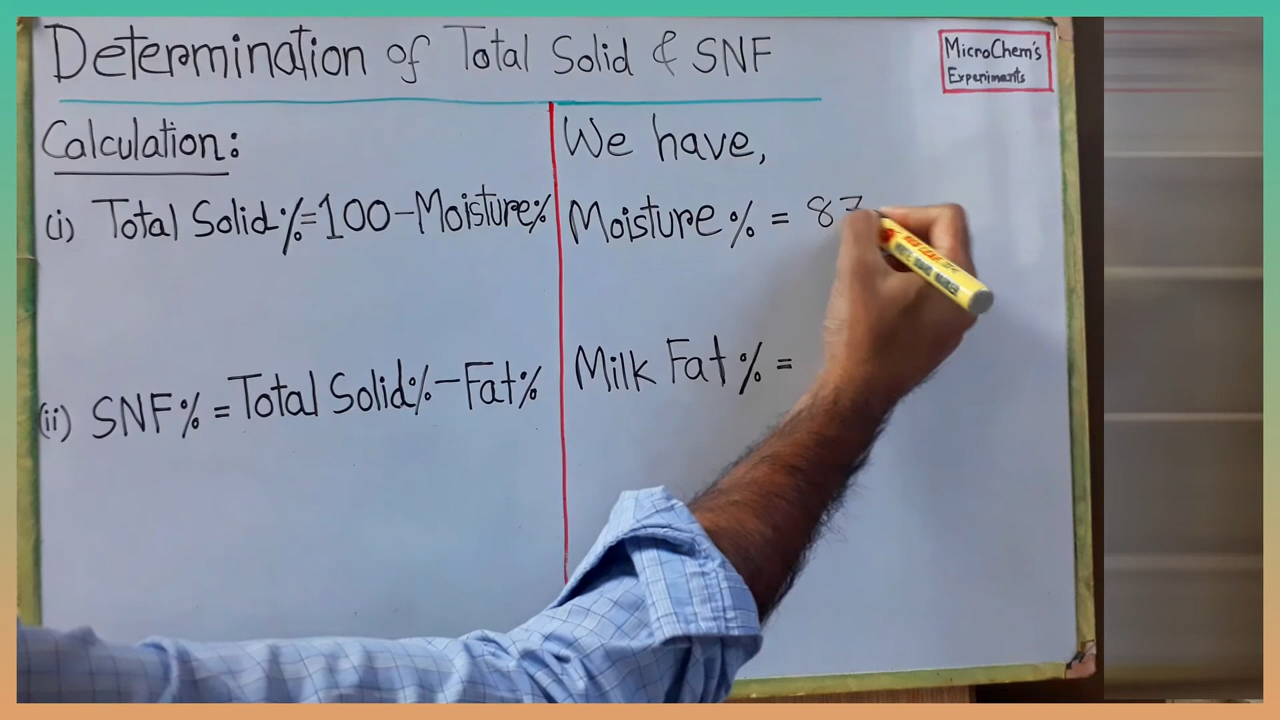 Determination of Total Solid & SNF
MicroChem's
Experiments
Calculation:
(i) Total Solid%=100-Moisture%
(ii) SNF% = Total Solid%-Fat%
We have,
Moisture% = 87
Milk Fat% =